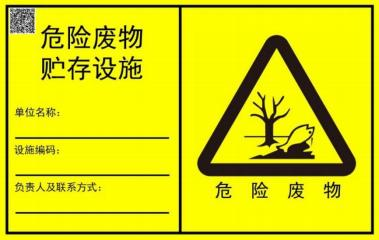 危险废物
贮存设施
单位名称：
设施编码：
负责人及联系方式：
危险废物